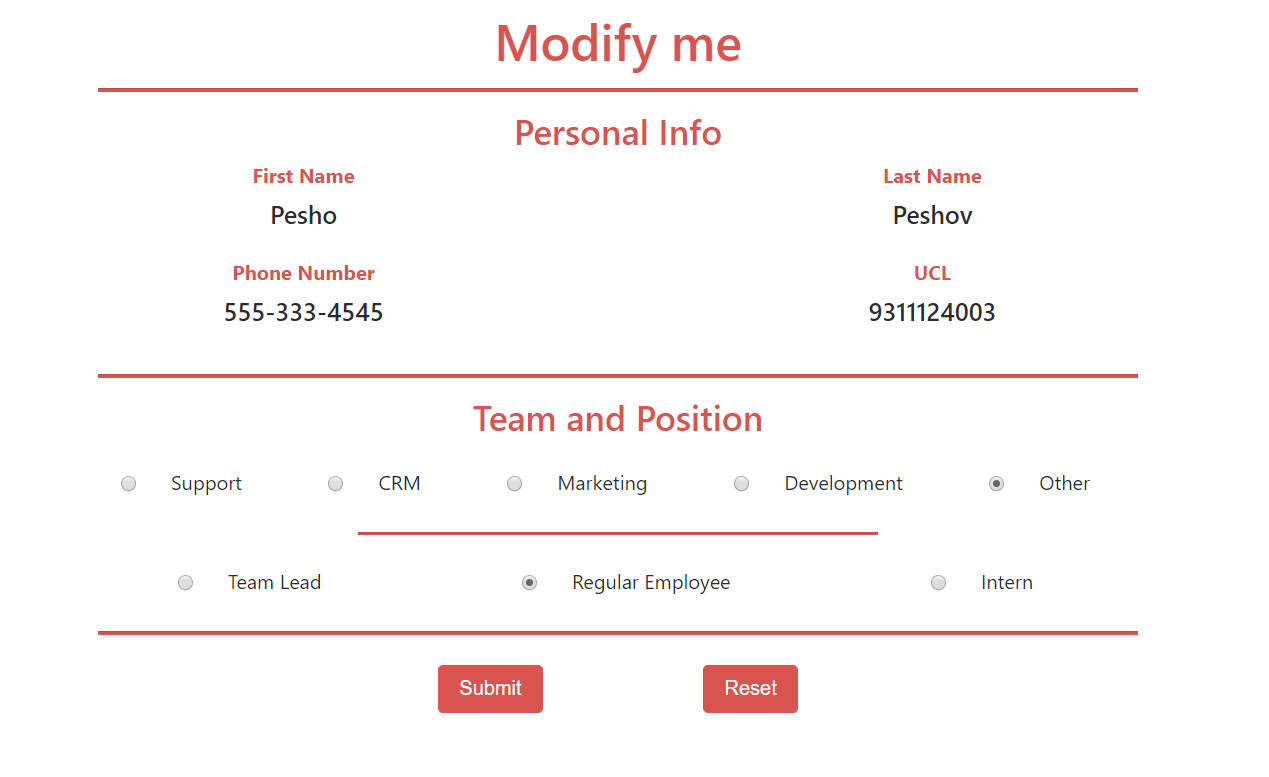 Modify me
Personal Info
First Name Last Name
Pesho Peshov
Phone Number UCL
555-333-4545 9311124003
Team and Position
Support CRM Marketing Development Other
Team Lead Regular Employee Intern
Submit Reset